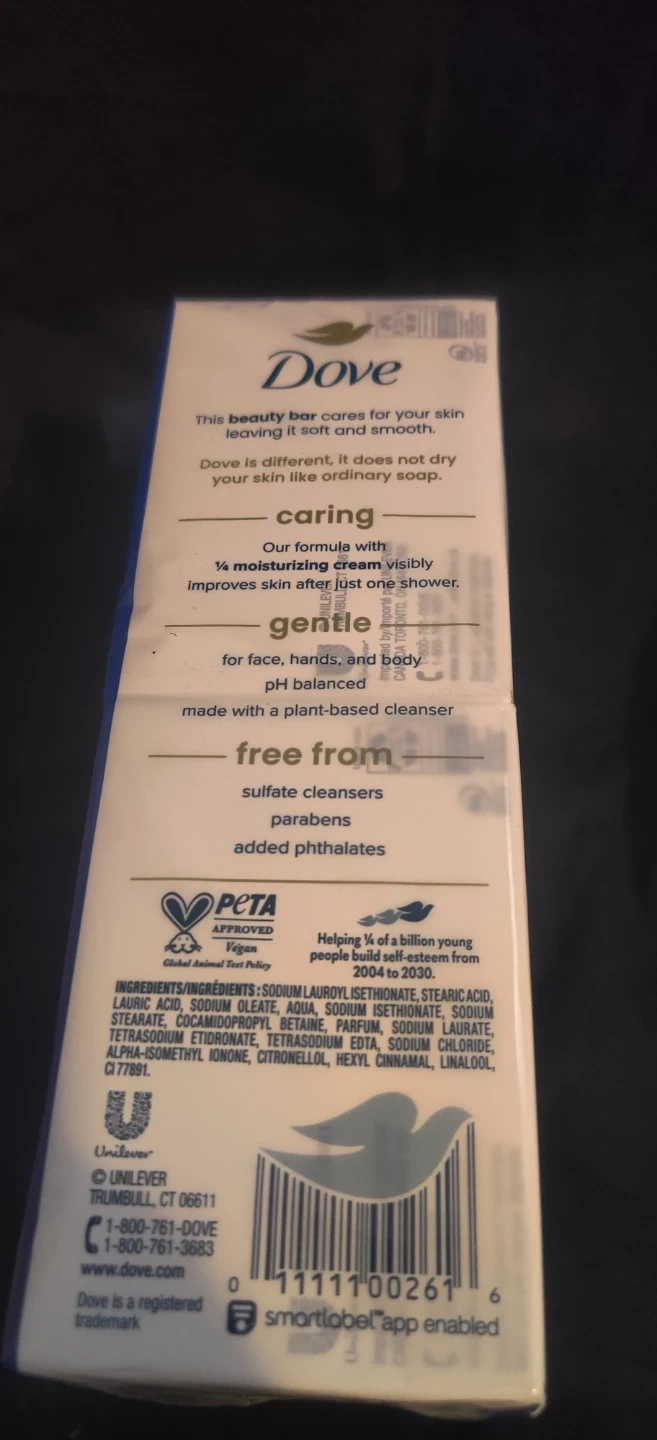 Dove
This beauty bar cares for your skin
leaving it soft and smooth.
Dove is different, it does not dry
your skin like ordinary soap.
caring
Our formula with
¼ moisturizing cream visibly
improves skin after just one shower.
gentle
for face, hands, and body
pH balanced
made with a plant-based cleanser
free from
sulfate cleansers
parabens
added phthalates
PETA
APPROVED
Vegan
Global Animal Test Policy
Helping ¼ of a billion young
people build self-esteem from
2004 to 2030.
INGREDIENTS/INGRÉDIENTS : SODIUM LAUROYL ISETHIONATE, STEARIC ACID,
LAURIC ACID, SODIUM OLEATE, AQUA, SODIUM ISETHIONATE, SODIUM
STEARATE, COCAMIDOPROPYL BETAINE, PARFUM, SODIUM LAURATE,
TETRASODIUM ETIDRONATE, TETRASODIUM EDTA, SODIUM CHLORIDE,
ALPHA-ISOMETHYL IONONE, CITRONELLOL, HEXYL CINNAMAL, LINALOOL,
CI 77891.
Unilever
© UNILEVER
TRUMBULL, CT 06611
1-800-761-DOVE
1-800-761-3683
www.dove.com
Dove is a registered
trademark
0 11111 00261 6
smartlabel™ app enabled